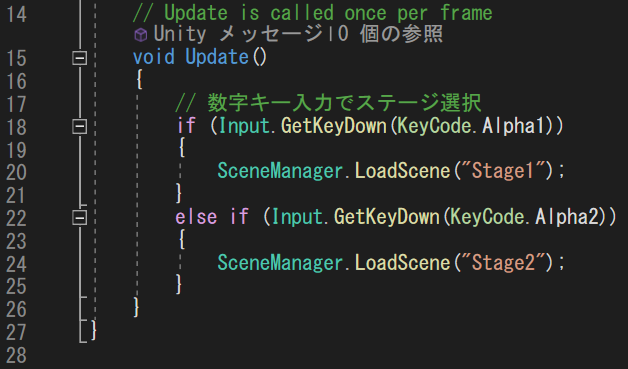 14 // Update is called once per frame
Unity メッセージ|0 個の参照
15 void Update()
16 {
17 // 数字キー入力でステージ選択
18 if (Input.GetKeyDown(KeyCode.Alpha1))
19 {
20 SceneManager.LoadScene("Stage1");
21 }
22 else if (Input.GetKeyDown(KeyCode.Alpha2))
23 {
24 SceneManager.LoadScene("Stage2");
25 }
26 }
27 }
28